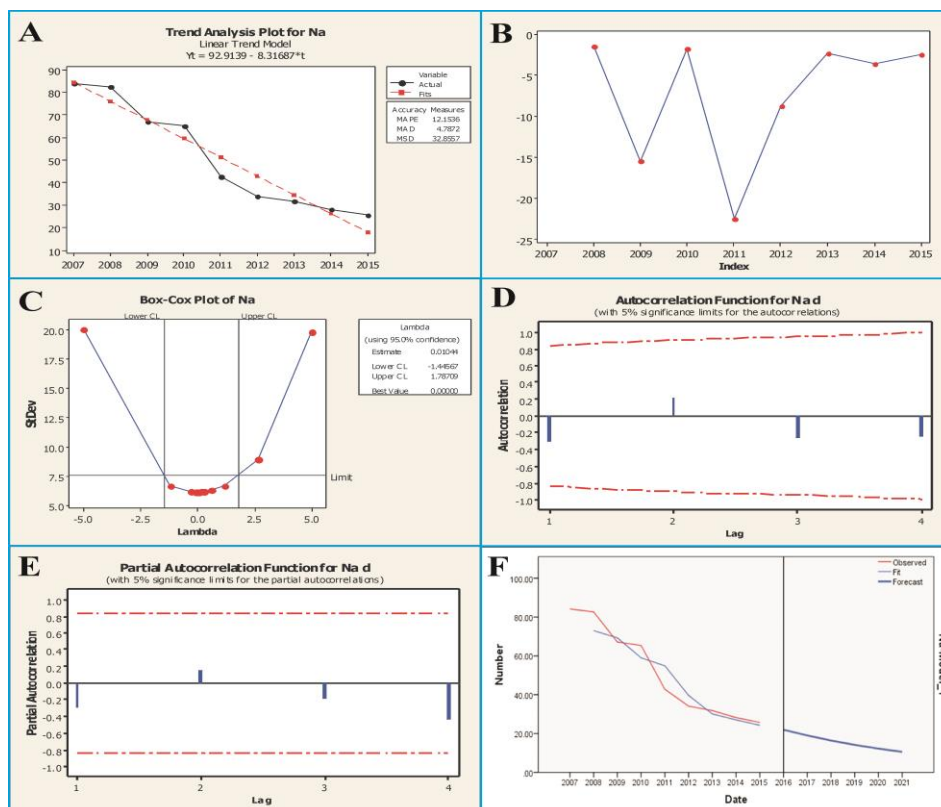 A
Trend Analysis Plot for Na
Linear Trend Model
Yt = 92.9139 - 8.31687*t
90
80
70
60
50
40
30
20
10
2007 2008 2009 2010 2011 2012 2013 2014 2015
Variable
Actual
Fits
Accuracy Measures
MAPE 12.1536
MAD 4.7872
MSD 32.8557
B
0
-5
-10
-15
-20
-25
2007 2008 2009 2010 2011 2012 2013 2014 2015
Index
C
Box-Cox Plot of Na
Lower CL Upper CL
20.0
17.5
15.0
12.5
10.0
7.5
5.0
StDev
Limit
-5.0 -2.5 0.0 2.5 5.0
Lambda
Lambda
(using 95.0% confidence)
Estimate 0.01044
Lower CL -1.44567
Upper CL 1.78709
Best Value 0.00000
D
Autocorrelation Function for Na d
(with 5% significance limits for the autocorrelations)
1.0
0.8
0.6
0.4
0.2
0.0
-0.2
-0.4
-0.6
-0.8
-1.0
Autocorrelation
1 2 3 4
Lag
E
Partial Autocorrelation Function for Na d
(with 5% significance limits for the partial autocorrelations)
1.0
0.8
0.6
0.4
0.2
0.0
-0.2
-0.4
-0.6
-0.8
-1.0
Partial Autocorrelation
1 2 3 4
Lag
F
Observed
Fit
Forecast
100.00
80.00
60.00
40.00
20.00
0.00
Number
2007 2008 2009 2010 2011 2012 2013 2014 2015 2016 2017 2018 2019 2020 2021
Date